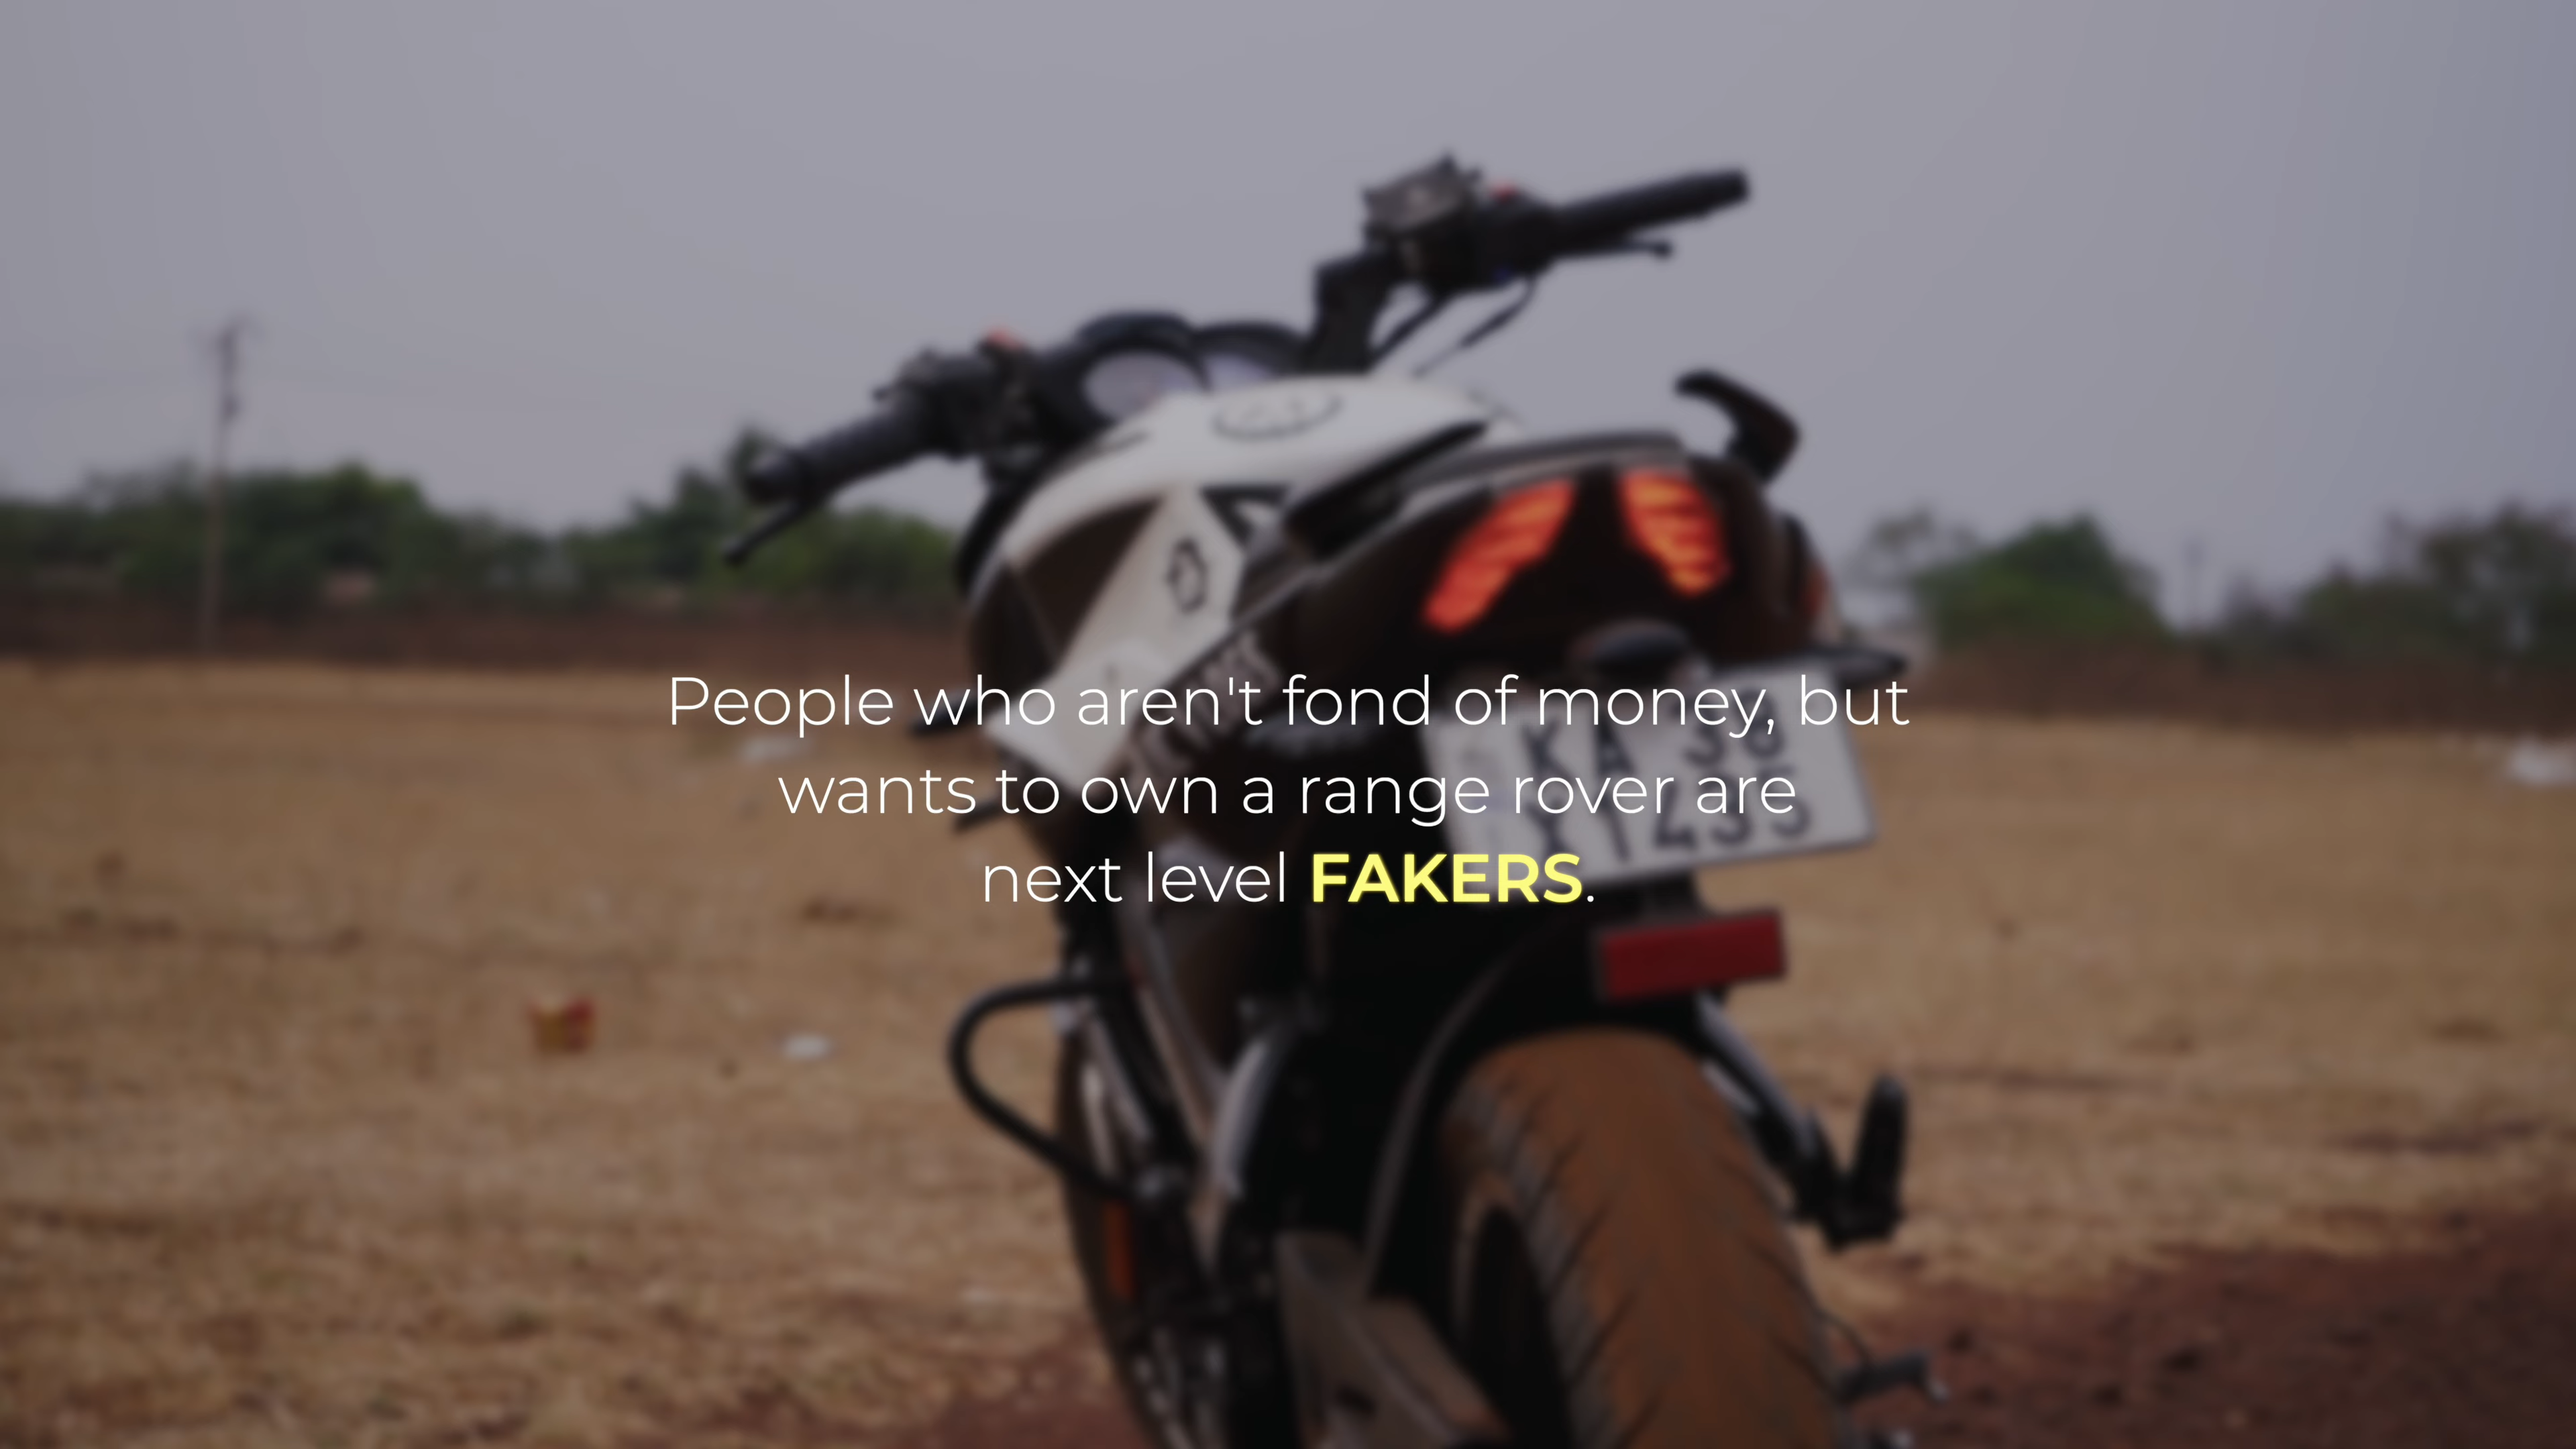 People who aren't fond of money, but
wants to own a range rover are
next level FAKERS.